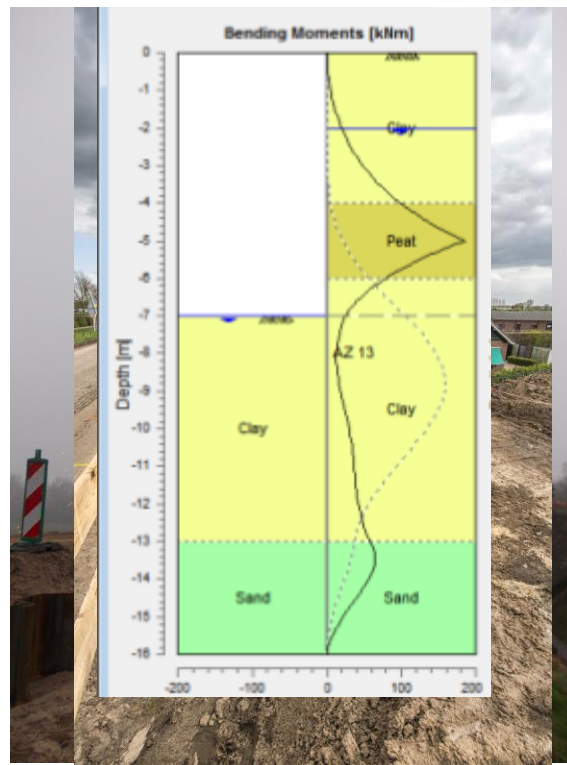 Bending Moments [kNm]
0
-1
Clay
-2
-3
-4
Peat
-5
-6
-7
AZ 13
-8
Depth [m]
-9
Clay
Clay
-10
-11
-12
-13
-14
Sand
Sand
-15
-16
-200 -100 0 100 200